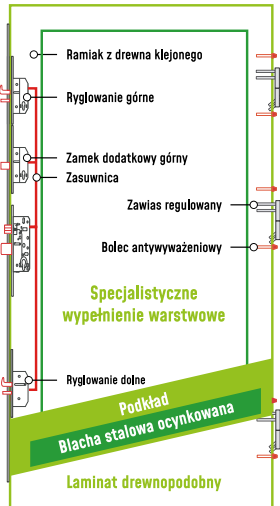 Ramiak z drewna klejonego
Ryglowanie górne
Zamek dodatkowy górny
Zasuwnica
Zawias regulowany
Bolec antywyważeniowy
Specjalistyczne
wypełnienie warstwowe
Ryglowanie dolne
Podkład
Blacha stalowa ocynkowana
Laminat drewnopodobny